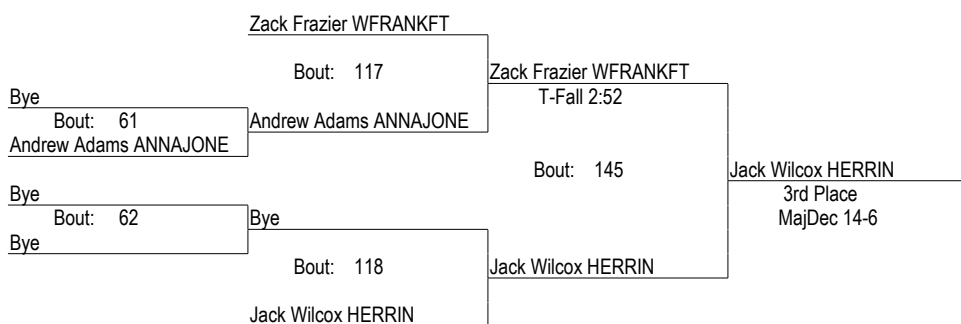 Zack Frazier WFRANKFT
Bout: 117
Zack Frazier WFRANKFT
Bye
T-Fall 2:52
Bout: 61
Andrew Adams ANNAJONE
Andrew Adams ANNAJONE
Bout: 145
Jack Wilcox HERRIN
Bye
3rd Place
Bout: 62
Bye
MajDec 14-6
Bye
Bout: 118
Jack Wilcox HERRIN
Jack Wilcox HERRIN